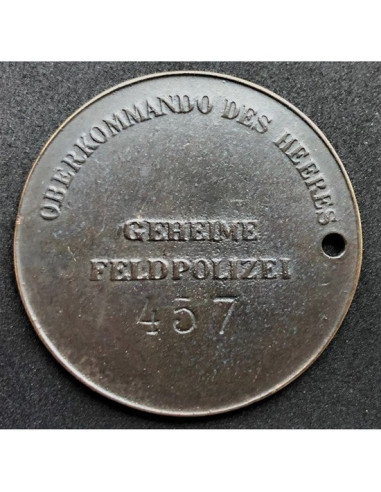 OBERKOMMANDO DES HEERES
GEHEIME
FELDPOLIZEI
457